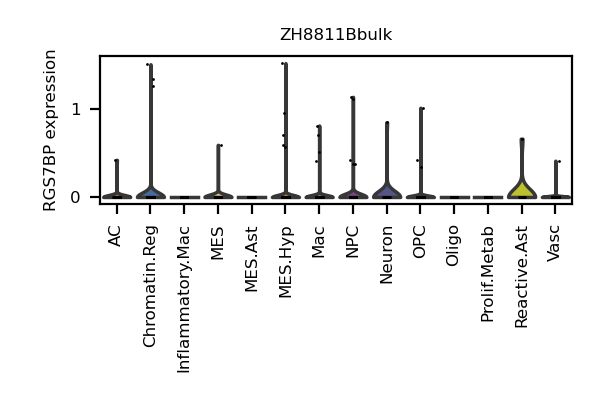 ZH8811Bbulk
RGS7BP expression
1
0
AC
Chromatin.Reg
Inflammatory.Mac
MES
MES.Ast
MES.Hyp
Mac
NPC
Neuron
OPC
Oligo
Prolif.Metab
Reactive.Ast
Vasc